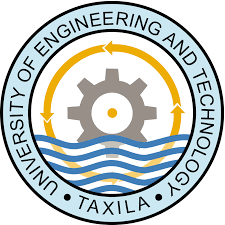 UNIVERSITY OF ENGINEERING AND TECHNOLOGY
• TAXILA •